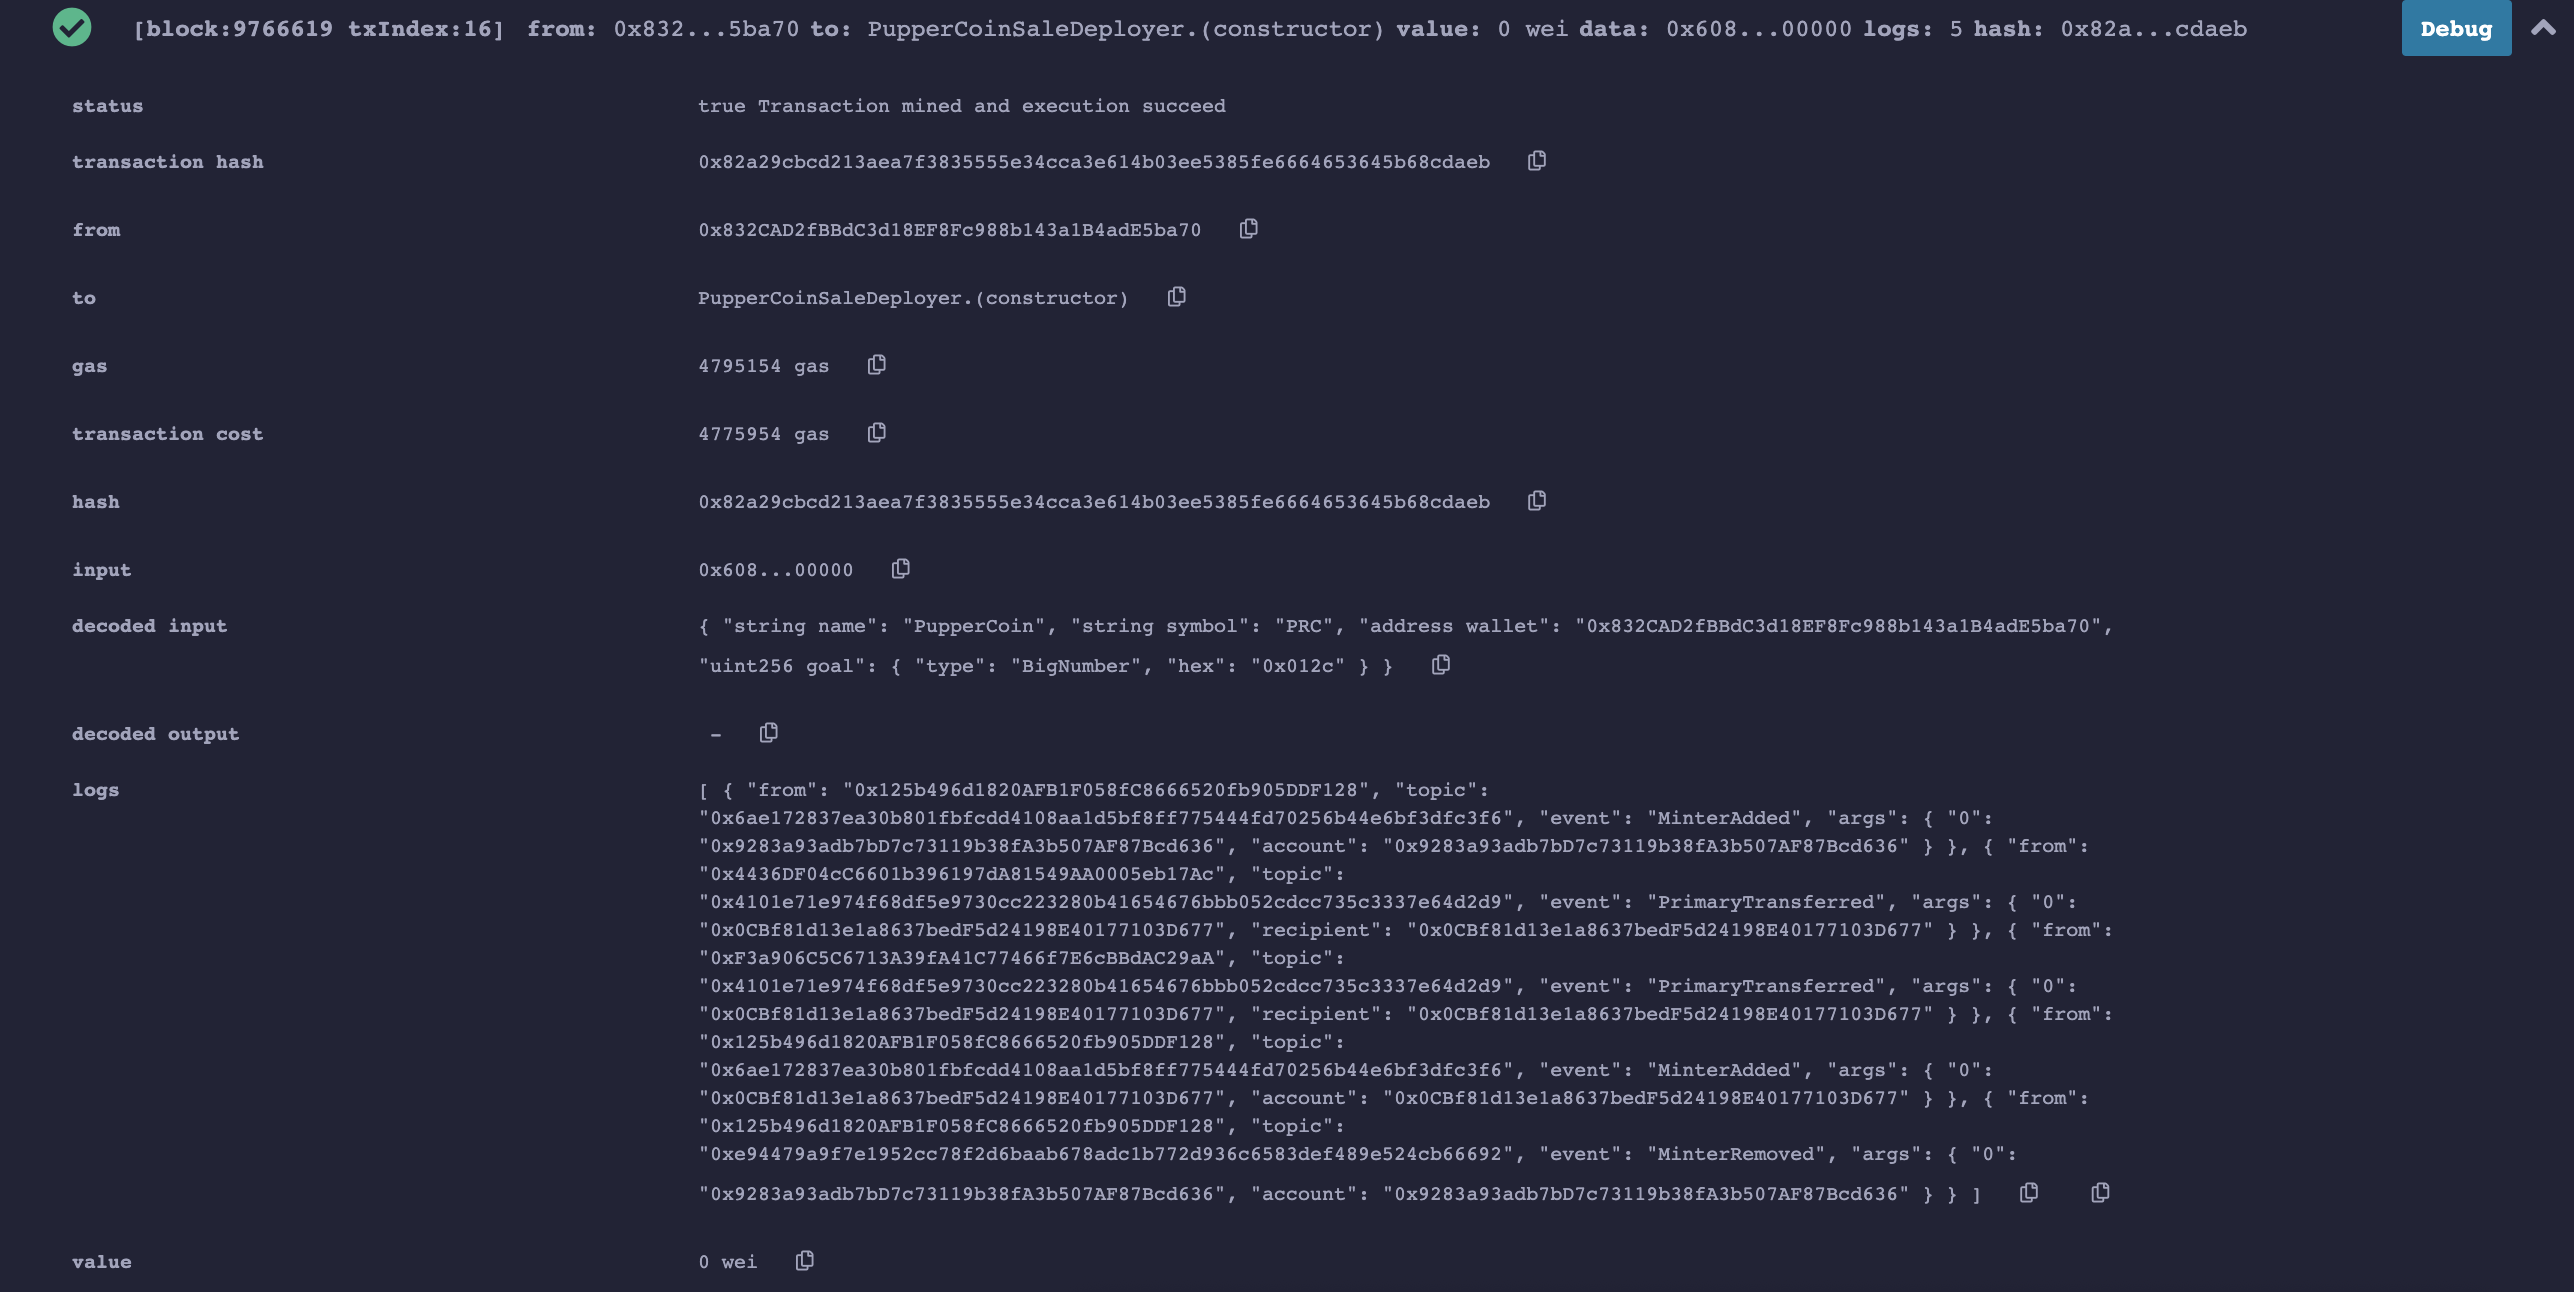 [block:9766619 txIndex:16] from: 0x832...5ba70 to: PupperCoinSaleDeployer.(constructor) value: 0 wei data: 0x608...00000 logs: 5 hash: 0x82a...cdaeb Debug
status true Transaction mined and execution succeed
transaction hash 0x82a29cbcd213aea7f3835555e34cca3e614b03ee5385fe6664653645b68cdaeb
from 0x832CAD2fBBdC3d18EF8Fc988b143a1B4adE5ba70
to PupperCoinSaleDeployer.(constructor)
gas 4795154 gas
transaction cost 4775954 gas
hash 0x82a29cbcd213aea7f3835555e34cca3e614b03ee5385fe6664653645b68cdaeb
input 0x608...00000
decoded input { "string name": "PupperCoin", "string symbol": "PRC", "address wallet": "0x832CAD2fBBdC3d18EF8Fc988b143a1B4adE5ba70",
"uint256 goal": { "type": "BigNumber", "hex": "0x012c" } }
decoded output -
logs [ { "from": "0x125b496d1820AFB1F058fC8666520fb905DDF128", "topic":
"0x6ae172837ea30b801fbfcdd4108aa1d5bf8ff775444fd70256b44e6bf3dfc3f6", "event": "MinterAdded", "args": { "0":
"0x9283a93adb7bD7c73119b38fA3b507AF87Bcd636", "account": "0x9283a93adb7bD7c73119b38fA3b507AF87Bcd636" } }, { "from":
"0x4436DF04cC6601b396197dA81549AA0005eb17Ac", "topic":
"0x4101e71e974f68df5e9730cc223280b41654676bbb052cdcc735c3337e64d2d9", "event": "PrimaryTransferred", "args": { "0":
"0x0CBf81d13e1a8637bedF5d24198E40177103D677", "recipient": "0x0CBf81d13e1a8637bedF5d24198E40177103D677" } }, { "from":
"0xF3a906C5C6713A39fA41C77466f7E6cBBdAC29aA", "topic":
"0x4101e71e974f68df5e9730cc223280b41654676bbb052cdcc735c3337e64d2d9", "event": "PrimaryTransferred", "args": { "0":
"0x0CBf81d13e1a8637bedF5d24198E40177103D677", "recipient": "0x0CBf81d13e1a8637bedF5d24198E40177103D677" } }, { "from":
"0x125b496d1820AFB1F058fC8666520fb905DDF128", "topic":
"0x6ae172837ea30b801fbfcdd4108aa1d5bf8ff775444fd70256b44e6bf3dfc3f6", "event": "MinterAdded", "args": { "0":
"0x0CBf81d13e1a8637bedF5d24198E40177103D677", "account": "0x0CBf81d13e1a8637bedF5d24198E40177103D677" } }, { "from":
"0x125b496d1820AFB1F058fC8666520fb905DDF128", "topic":
"0xe94479a9f7e1952cc78f2d6baab678adc1b772d936c6583def489e524cb66692", "event": "MinterRemoved", "args": { "0":
"0x9283a93adb7bD7c73119b38fA3b507AF87Bcd636", "account": "0x9283a93adb7bD7c73119b38fA3b507AF87Bcd636" } } ]
value 0 wei